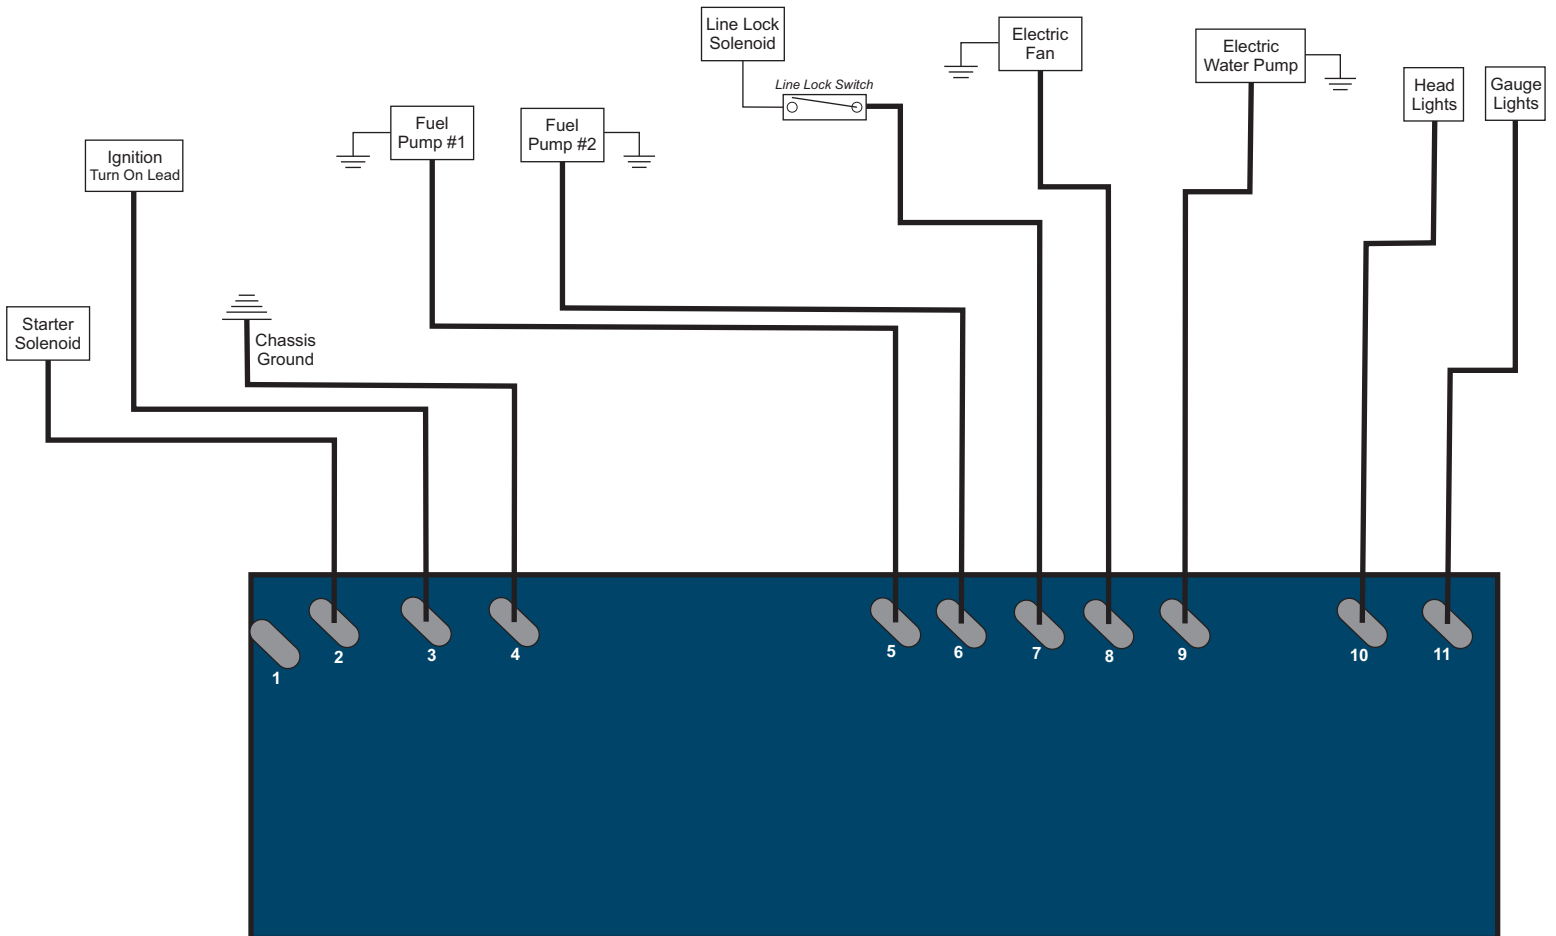 Line Lock
Solenoid
Line Lock Switch
Electric
Fan
Electric
Water Pump
Head
Lights
Gauge
Lights
Fuel
Pump #1
Fuel
Pump #2
Ignition
Turn On Lead
Starter
Solenoid
Chassis
Ground
1
2
3
4
5
6
7
8
9
10
11